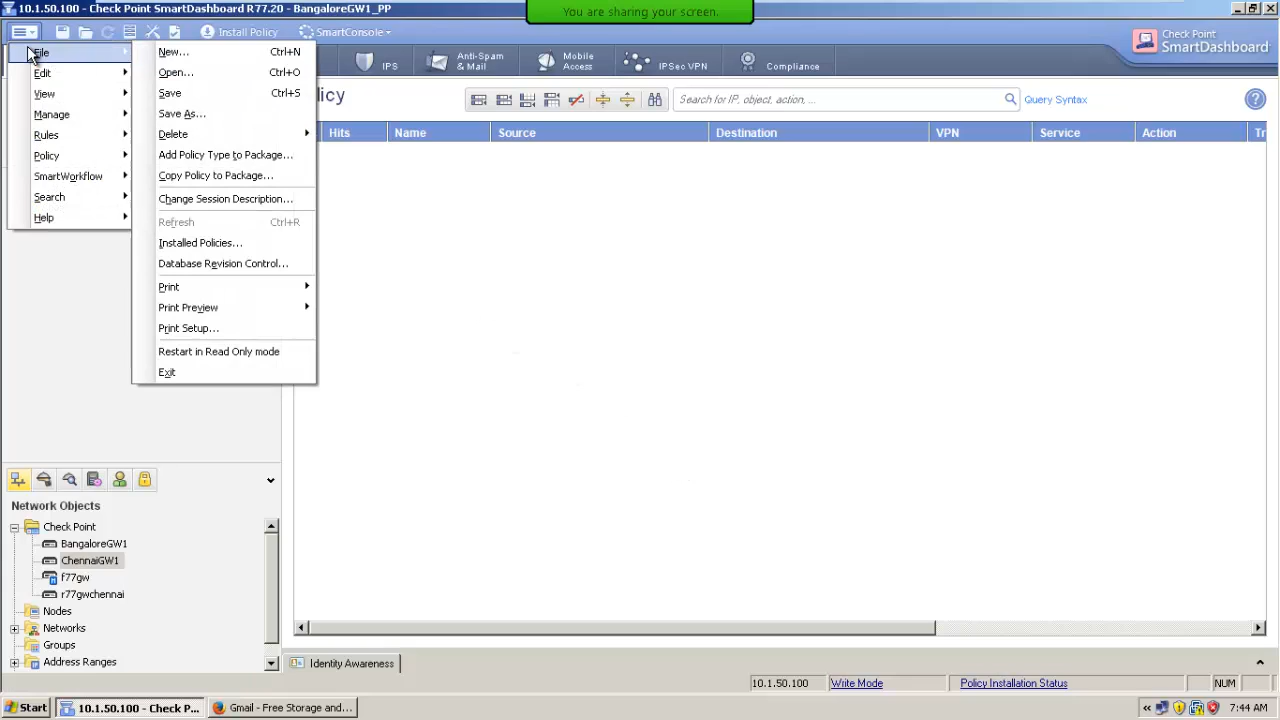 10.1.50.100 - Check Point SmartDashboard R77.20 - BangaloreGW1_PP
You are sharing your screen.
Install Policy
SmartConsole
Check Point
SmartDashboard
IPS
Anti-Spam
& Mail
Mobile
Access
IPSec VPN
Compliance
File
Edit
View
Manage
Rules
Policy
SmartWorkflow
Search
Help
New... Ctrl+N
Open... Ctrl+O
Save Ctrl+S
Save As...
Delete
Add Policy Type to Package...
Copy Policy to Package...
Change Session Description...
Refresh Ctrl+R
Installed Policies...
Database Revision Control...
Print
Print Preview
Print Setup...
Restart in Read Only mode
Exit
licy
Search for IP, object, action, ...
Query Syntax
Hits Name Source Destination VPN Service Action Tr
Network Objects
Check Point
BangaloreGW1
ChennaiGW1
f77gw
r77gwchennai
Nodes
Networks
Groups
Address Ranges
Identity Awareness
10.1.50.100 Write Mode Policy Installation Status NUM
Start 10.1.50.100 - Check P... Gmail - Free Storage and... « 7:44 AM